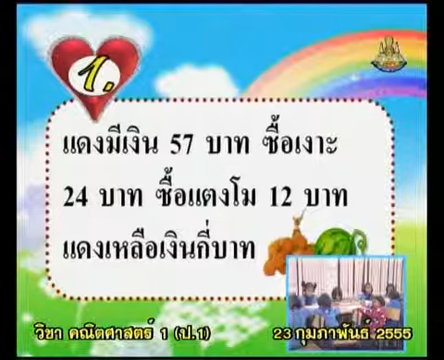 1.
แดงมีเงิน 57 บาท ซื้อเงาะ
24 บาท ซื้อแตงโม 12 บาท
แดงเหลือเงินกี่บาท
วิชา คณิตศาสตร์ 1 (ป.1)
23 กุมภาพันธ์ 2555